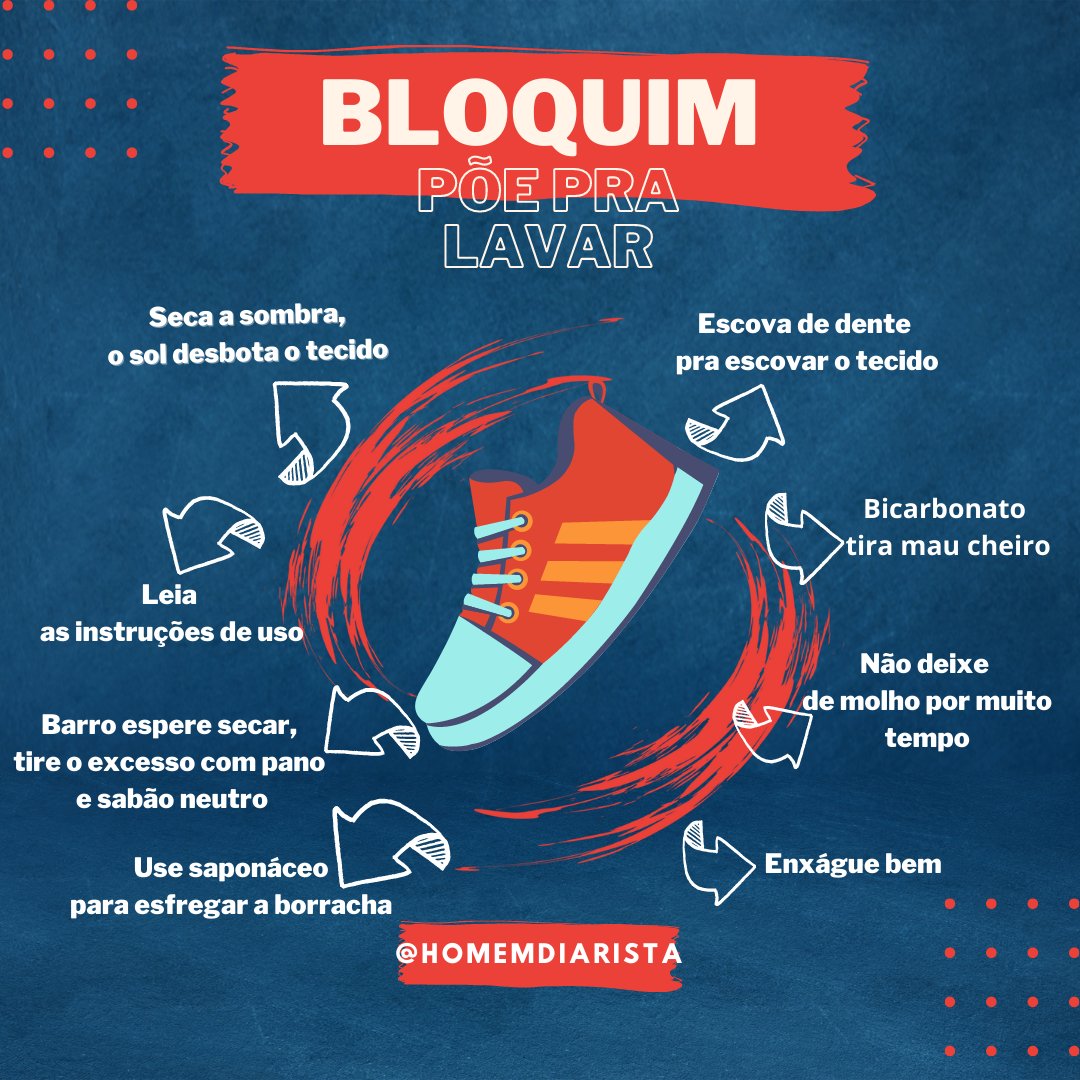 BLOQUIM
PÕE PRA
LAVAR
Seca a sombra,
o sol desbota o tecido
Escova de dente
pra escovar o tecido
Bicarbonato
tira mau cheiro
Leia
as instruções de uso
Não deixe
de molho por muito
tempo
Barro espere secar,
tire o excesso com pano
e sabão neutro
Use saponáceo
para esfregar a borracha
Enxágue bem
@HOMEMDIARISTA